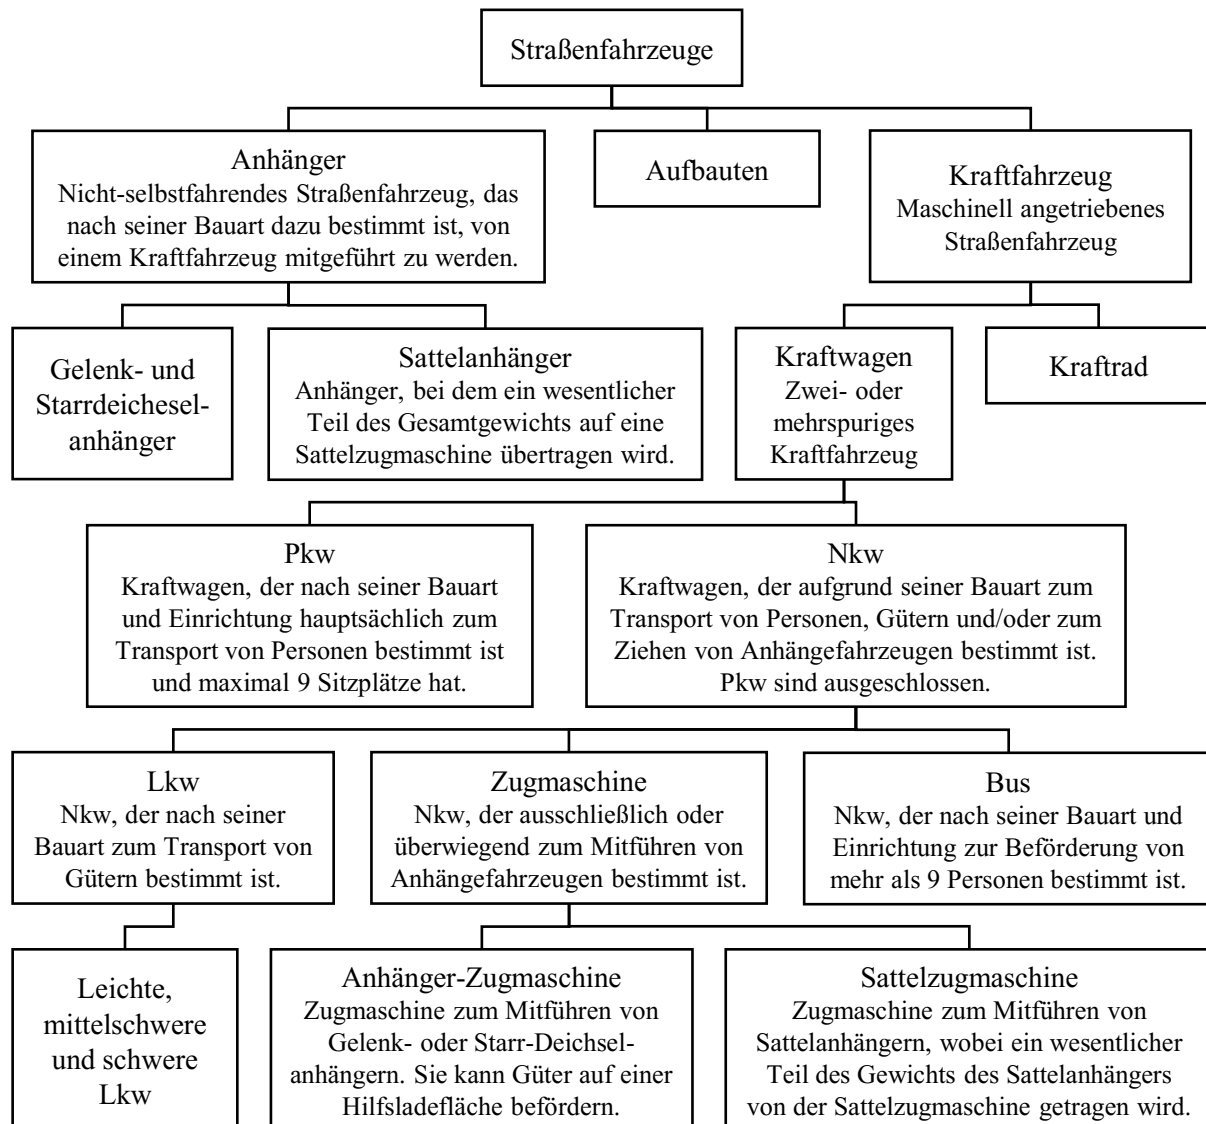 Straßenfahrzeuge
Anhänger
Nicht-selbstfahrendes Straßenfahrzeug, das
nach seiner Bauart dazu bestimmt ist, von
einem Kraftfahrzeug mitgeführt zu werden.
Aufbauten
Kraftfahrzeug
Maschinell angetriebenes
Straßenfahrzeug
Gelenk- und
Starrdeichesel-
anhänger
Sattelanhänger
Anhänger, bei dem ein wesentlicher
Teil des Gesamtgewichts auf eine
Sattelzugmaschine übertragen wird.
Kraftwagen
Zwei- oder
mehrspuriges
Kraftfahrzeug
Kraftrad
Pkw
Kraftwagen, der nach seiner Bauart
und Einrichtung hauptsächlich zum
Transport von Personen bestimmt ist
und maximal 9 Sitzplätze hat.
Nkw
Kraftwagen, der aufgrund seiner Bauart zum
Transport von Personen, Gütern und/oder zum
Ziehen von Anhängefahrzeugen bestimmt ist.
Pkw sind ausgeschlossen.
Lkw
Nkw, der nach seiner
Bauart zum Transport von
Gütern bestimmt ist.
Zugmaschine
Nkw, der ausschließlich oder
überwiegend zum Mitführen von
Anhängefahrzeugen bestimmt ist.
Bus
Nkw, der nach seiner Bauart und
Einrichtung zur Beförderung von
mehr als 9 Personen bestimmt ist.
Leichte,
mittelschwere
und schwere
Lkw
Anhänger-Zugmaschine
Zugmaschine zum Mitführen von
Gelenk- oder Starr-Deichsel-
anhängern. Sie kann Güter auf einer
Hilfsladefläche befördern.
Sattelzugmaschine
Zugmaschine zum Mitführen von
Sattelanhängern, wobei ein wesentlicher
Teil des Gewichts des Sattelanhängers
von der Sattelzugmaschine getragen wird.